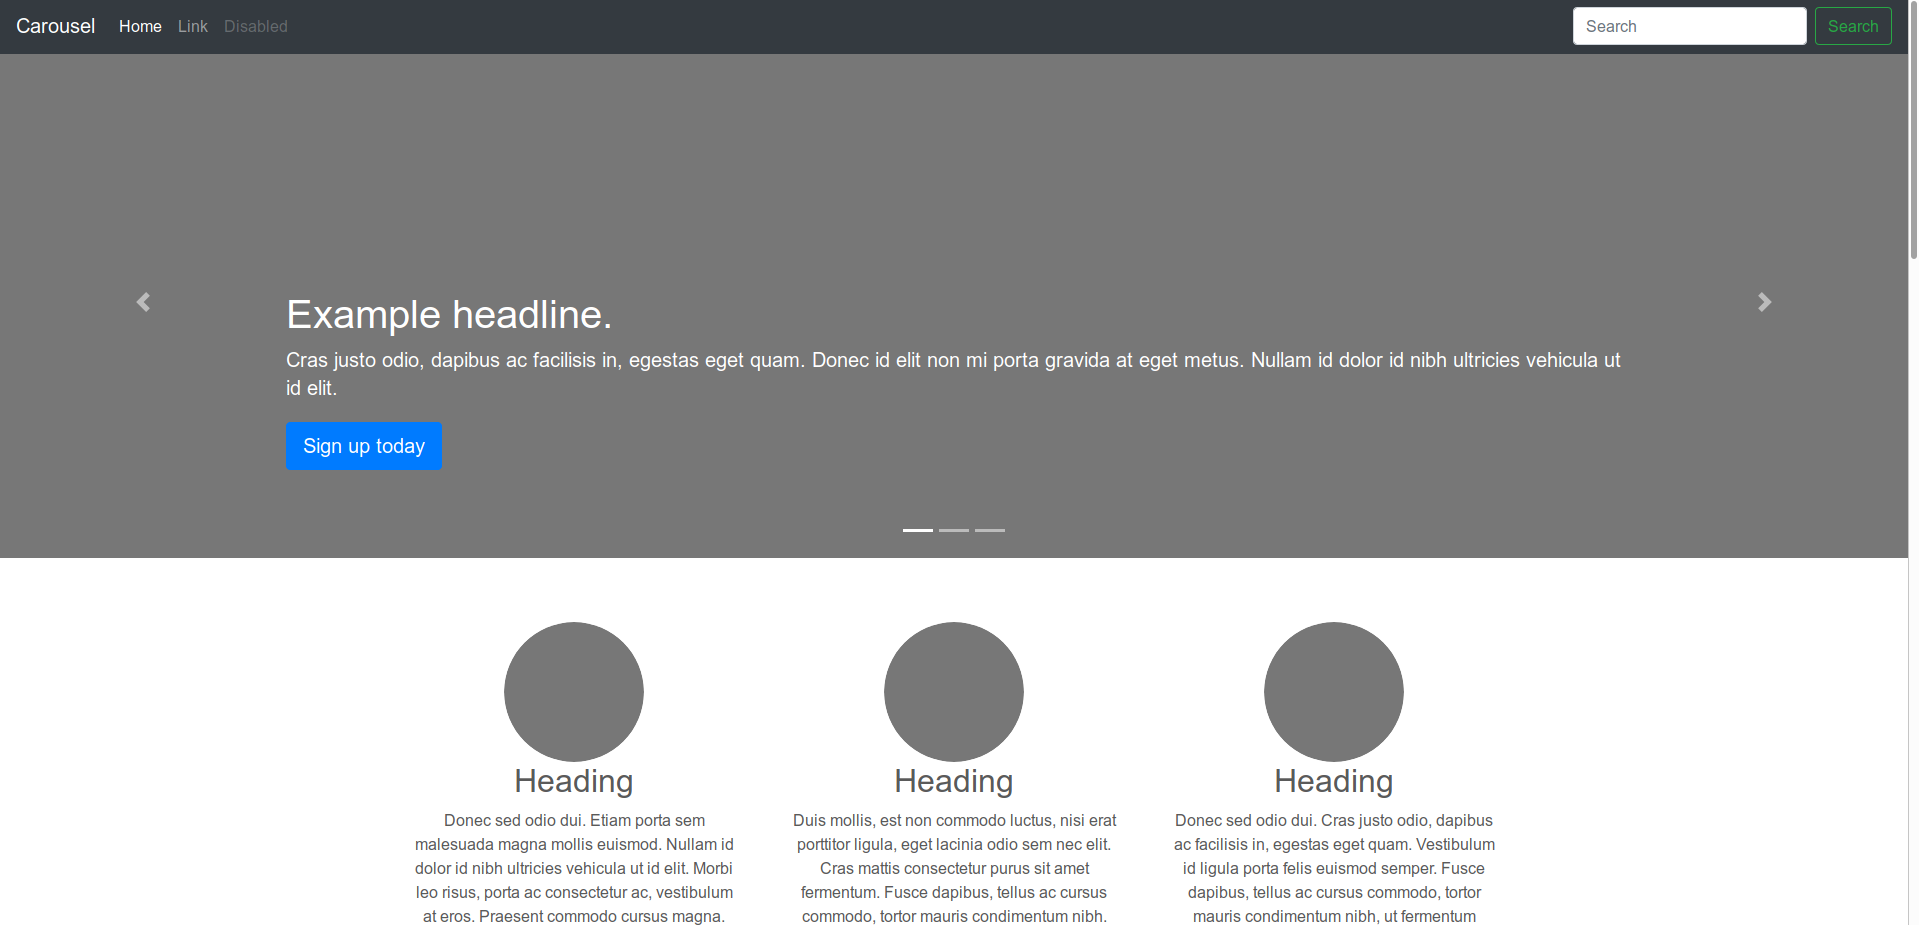 Carousel Home Link Disabled Search Search
Example headline.
Cras justo odio, dapibus ac facilisis in, egestas eget quam. Donec id elit non mi porta gravida at eget metus. Nullam id dolor id nibh ultricies vehicula ut
id elit.
Sign up today
Heading
Donec sed odio dui. Etiam porta sem
malesuada magna mollis euismod. Nullam id
dolor id nibh ultricies vehicula ut id elit. Morbi
leo risus, porta ac consectetur ac, vestibulum
at eros. Praesent commodo cursus magna.
Heading
Duis mollis, est non commodo luctus, nisi erat
porttitor ligula, eget lacinia odio sem nec elit.
Cras mattis consectetur purus sit amet
fermentum. Fusce dapibus, tellus ac cursus
commodo, tortor mauris condimentum nibh.
Heading
Donec sed odio dui. Cras justo odio, dapibus
ac facilisis in, egestas eget quam. Vestibulum
id ligula porta felis euismod semper. Fusce
dapibus, tellus ac cursus commodo, tortor
mauris condimentum nibh, ut fermentum